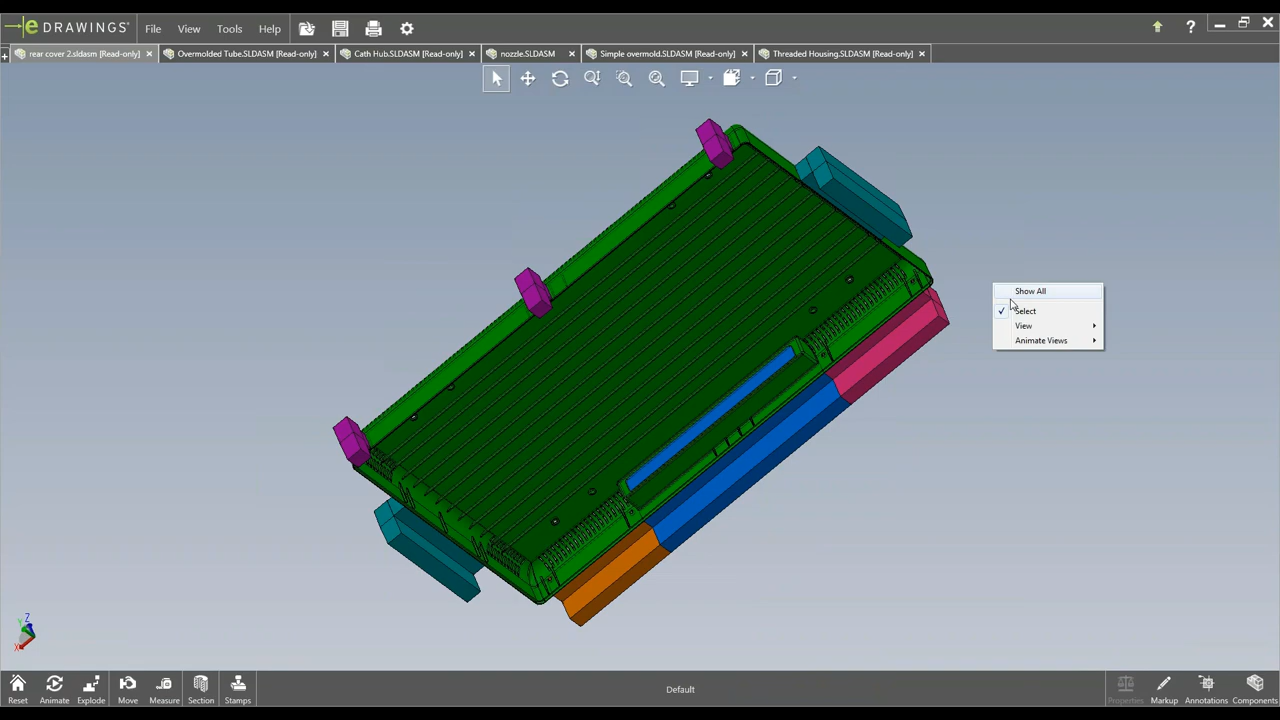 eDRAWINGS® File View Tools Help ?
rear cover 2.sldasm [Read-only] Overmolded Tube.SLDASM [Read-only] Cath Hub.SLDASM [Read-only] nozzle.SLDASM Simple overmold.SLDASM [Read-only] Threaded Housing.SLDASM [Read-only]
Show All
Select
View
Animate Views
Z
Y
X
Reset Animate Explode Move Measure Section Stamps Default Properties Markup Annotations Components